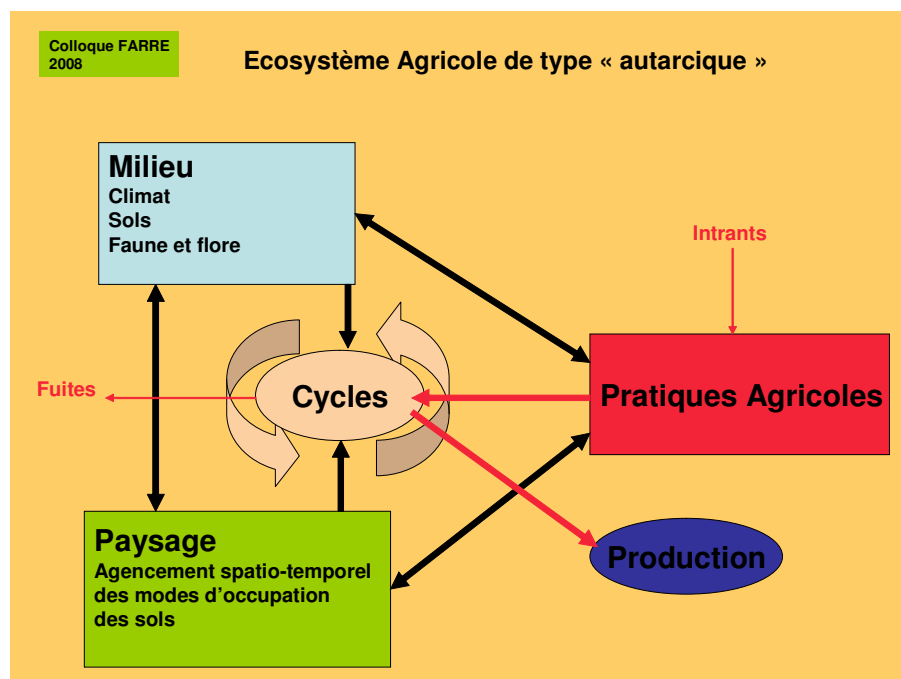 Colloque FARRE
2008
Ecosystème Agricole de type « autarcique »
Milieu
Climat
Sols
Faune et flore
Intrants
Fuites
Cycles
Pratiques Agricoles
Paysage
Agencement spatio-temporel
des modes d'occupation
des sols
Production